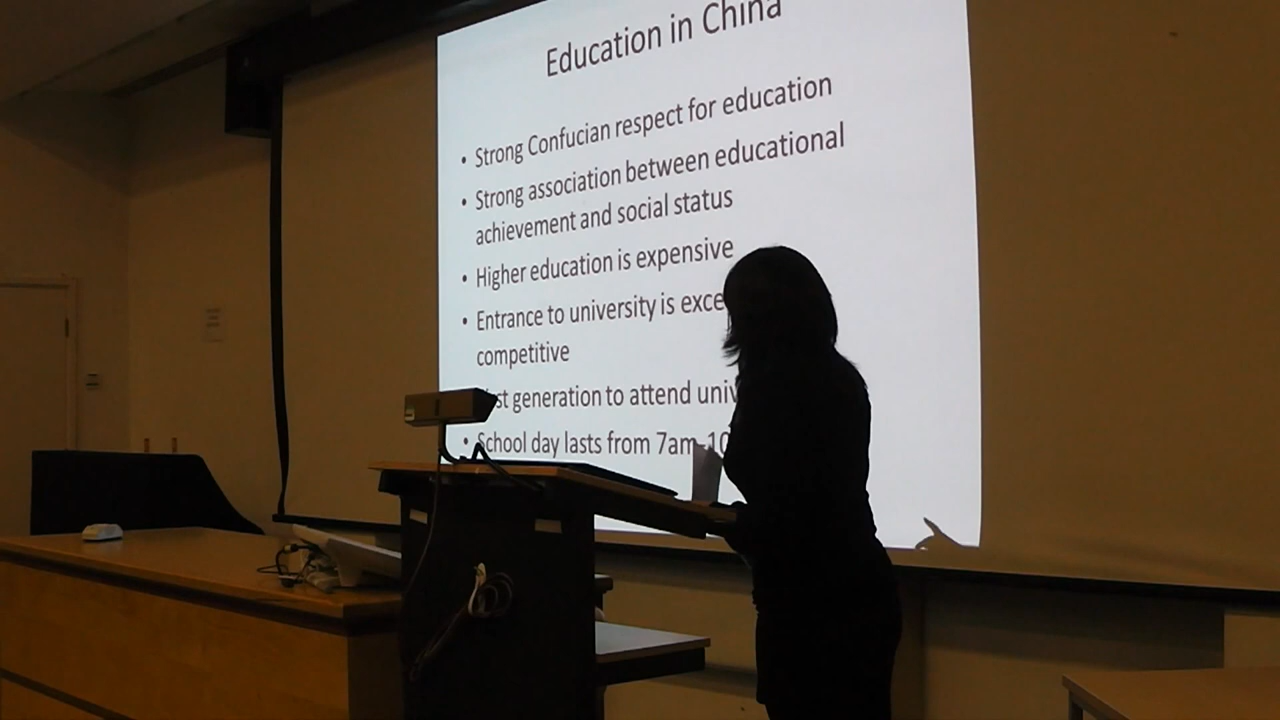 Education in China
• Strong Confucian respect for education
• Strong association between educational
achievement and social status
• Higher education is expensive
• Entrance to university is exce
competitive
generation to attend univ
• School day lasts from 7am-10